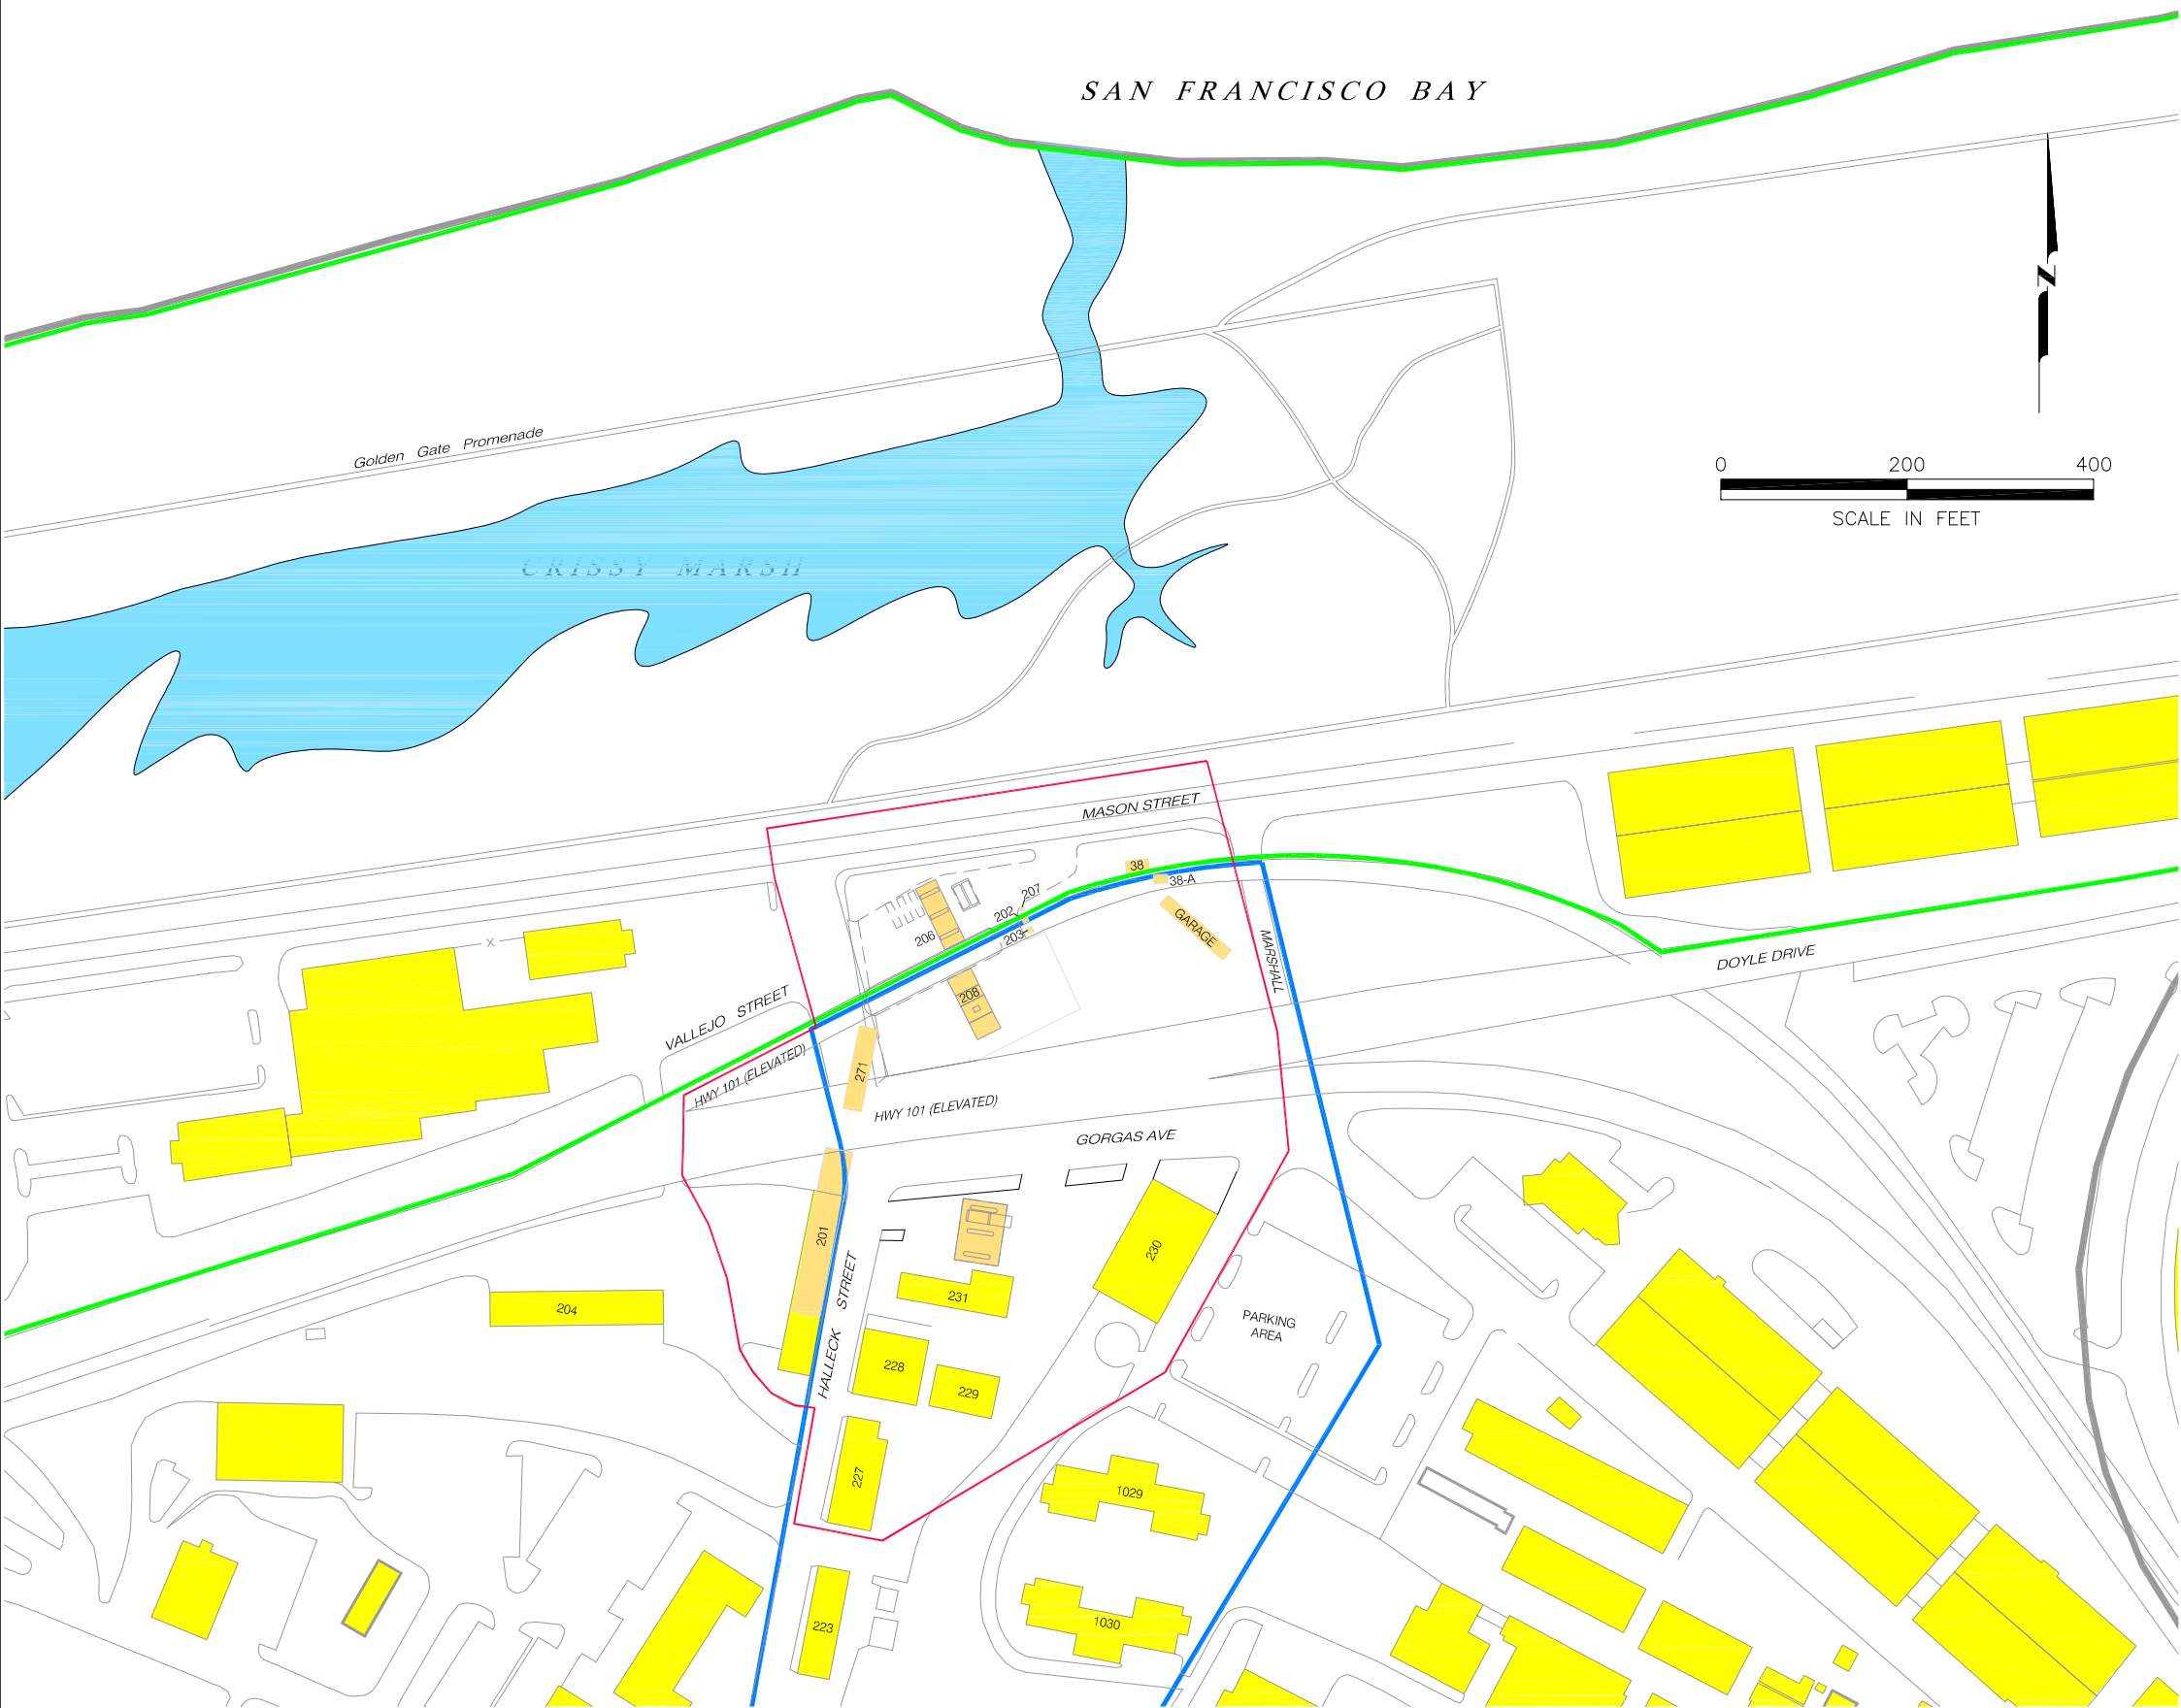 SAN FRANCISCO BAY
N
0 200 400
SCALE IN FEET
Golden Gate Promenade
CRISSY MARSH
MASON STREET
38
38-A
207
202
203
206
GARAGE
MARSHALL
DOYLE DRIVE
208
VALLEJO STREET
HWY 101 (ELEVATED)
271
HWY 101 (ELEVATED)
GORGAS AVE
201
230
HALLECK STREET
231
204
PARKING
AREA
228
229
227
1029
223
1030